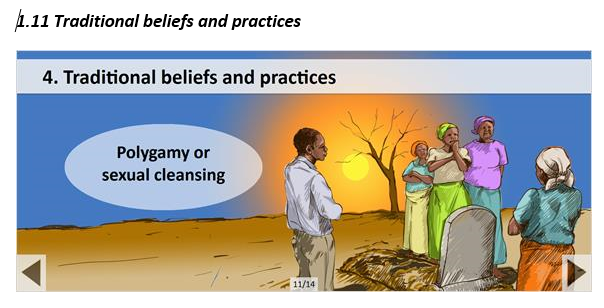 1.11 Traditional beliefs and practices
4. Traditional beliefs and practices
Polygamy or
sexual cleansing
11/14